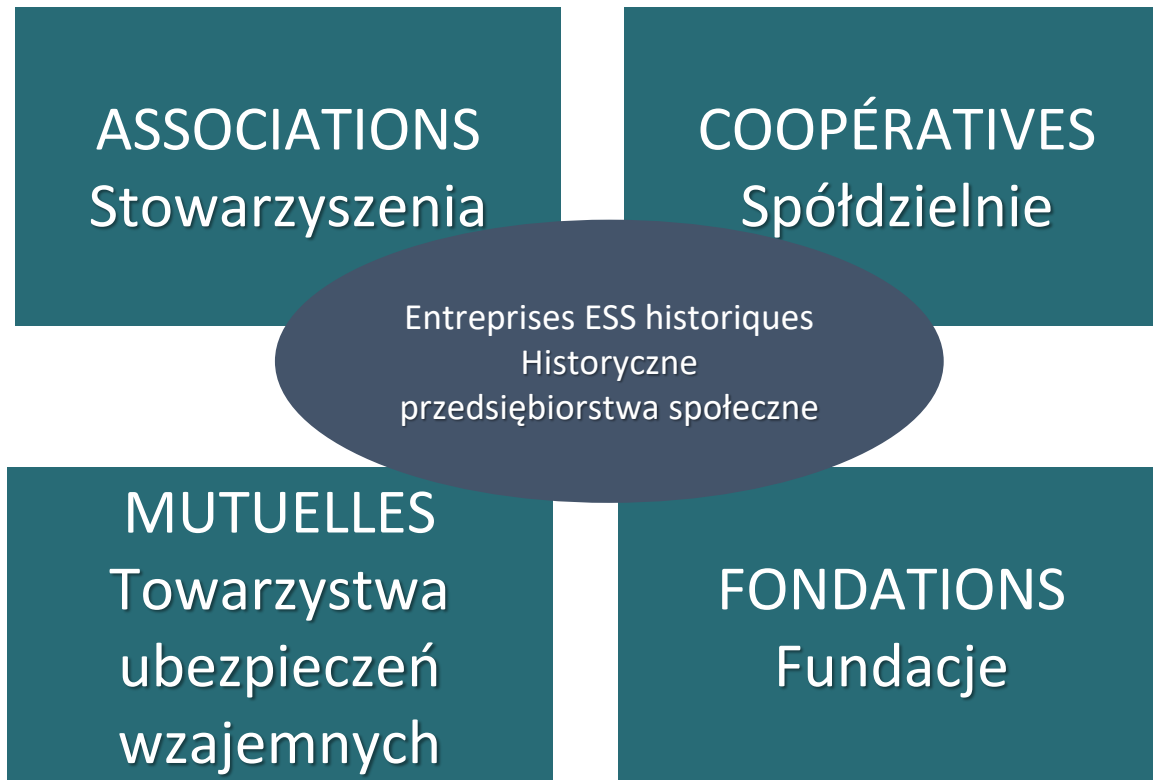 ASSOCIATIONS
Stowarzyszenia
COOPÉRATIVES
Spółdzielnie
Entreprises ESS historiques
Historyczne
przedsiębiorstwa społeczne
MUTUELLES
Towarzystwa
ubezpieczeń
wzajemnych
FONDATIONS
Fundacje